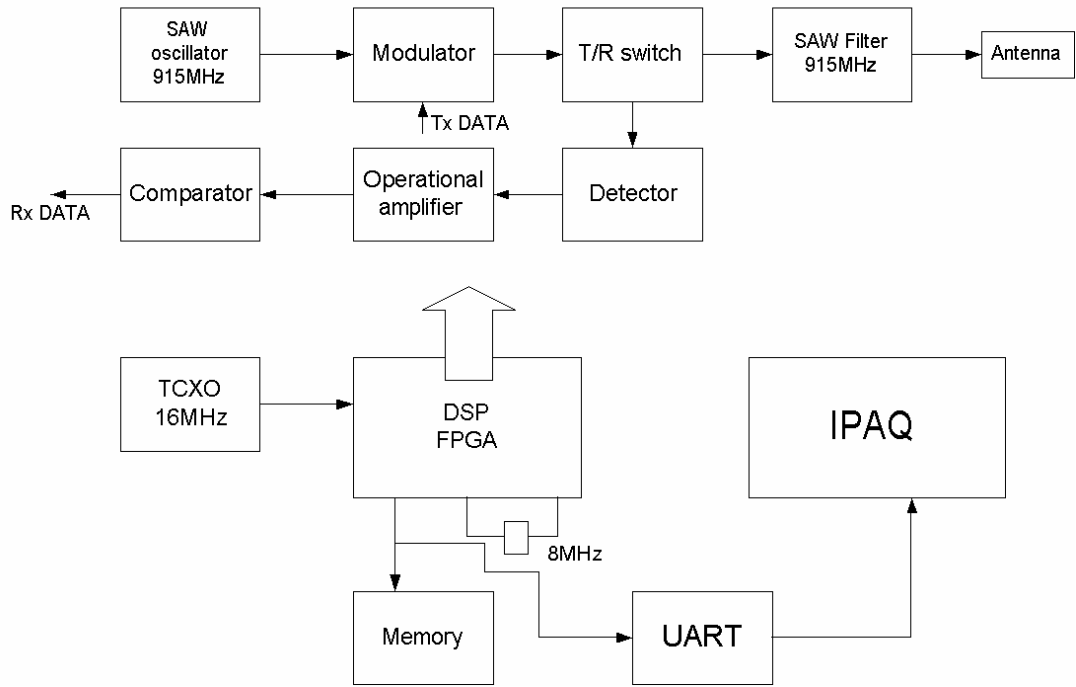 SAW
oscillator
915MHz
Modulator
T/R switch
SAW Filter
915MHz
Antenna
Tx DATA
Comparator
Operational
amplifier
Detector
Rx DATA
TCXO
16MHz
DSP
FPGA
IPAQ
8MHz
Memory
UART